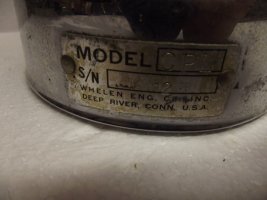 MODEL
S/N
WHELEN ENG. CO. INC.
DEEP RIVER, CONN. U.S.A.